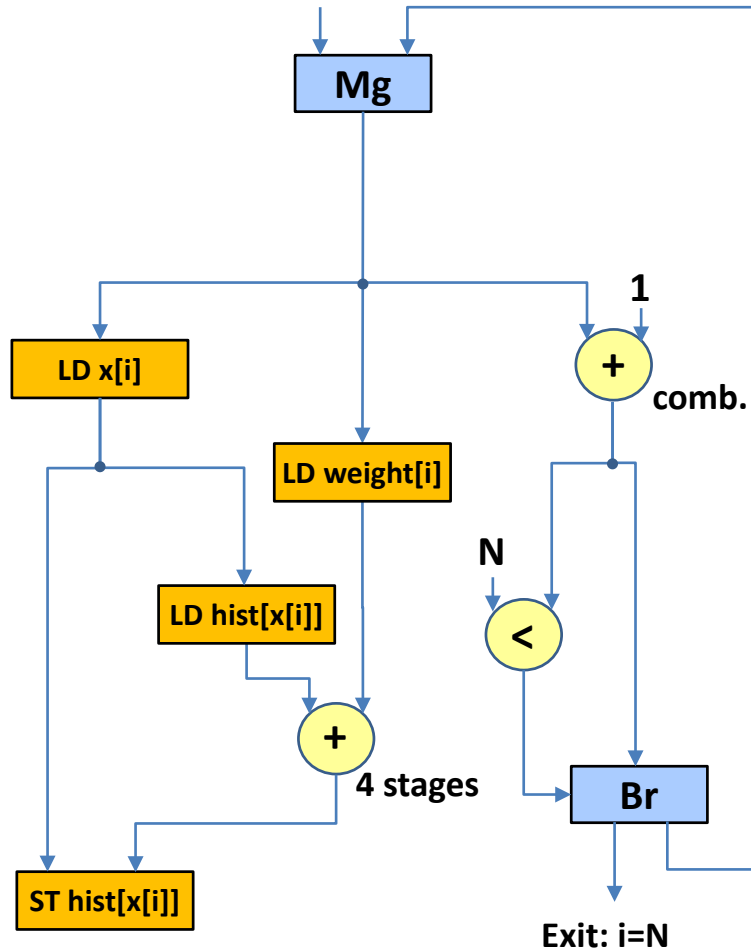 Mg
1
LD x[i]
+
comb.
LD weight[i]
N
LD hist[x[i]]
<
+
4 stages
Br
ST hist[x[i]]
Exit: i=N